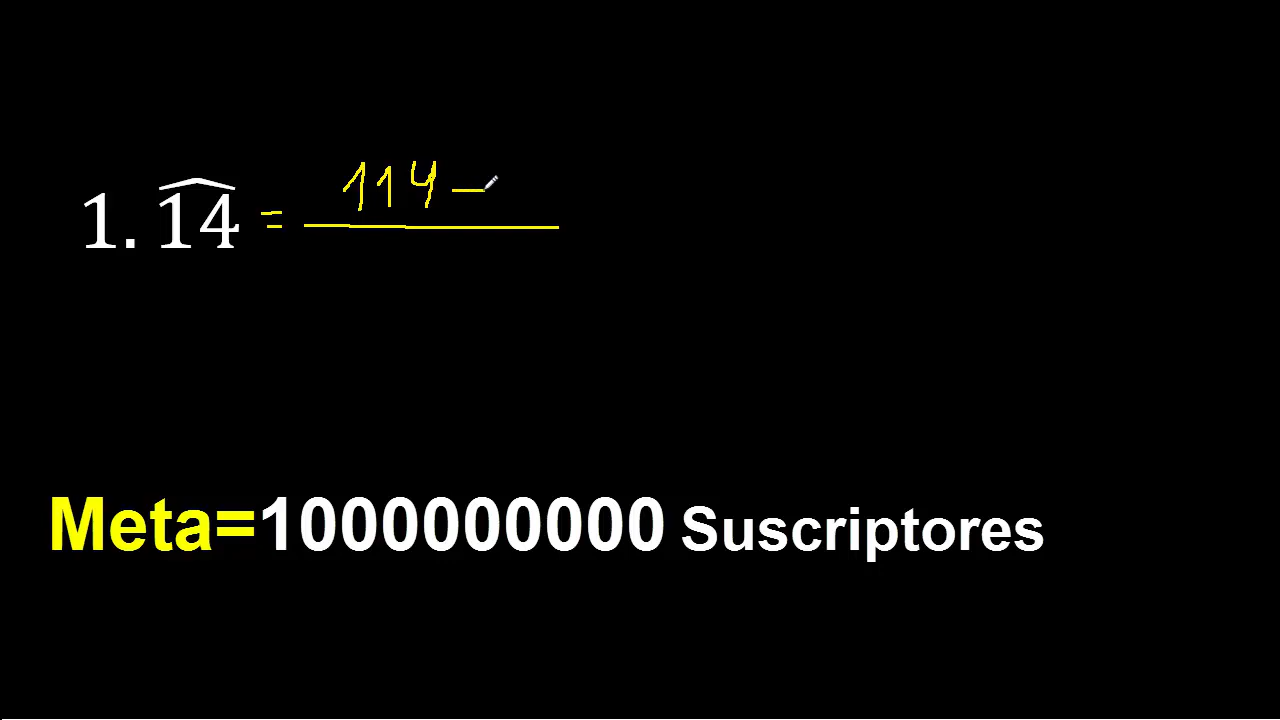 1. 14 = 114 —
Meta=1000000000 Suscriptores